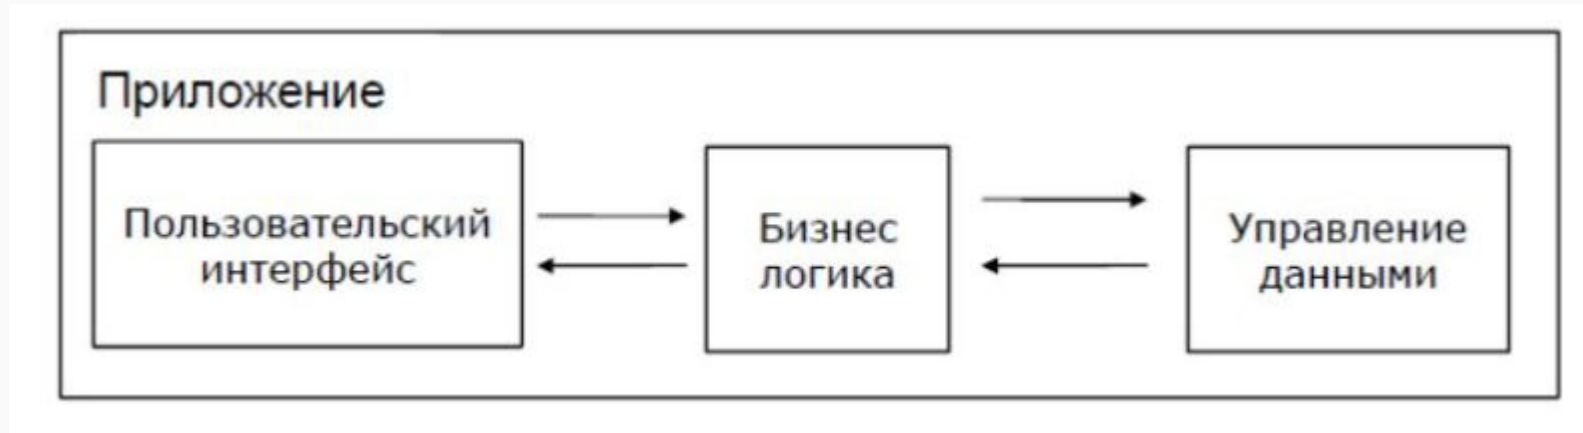 Приложение
Пользовательский
интерфейс
Бизнес
логика
Управление
данными